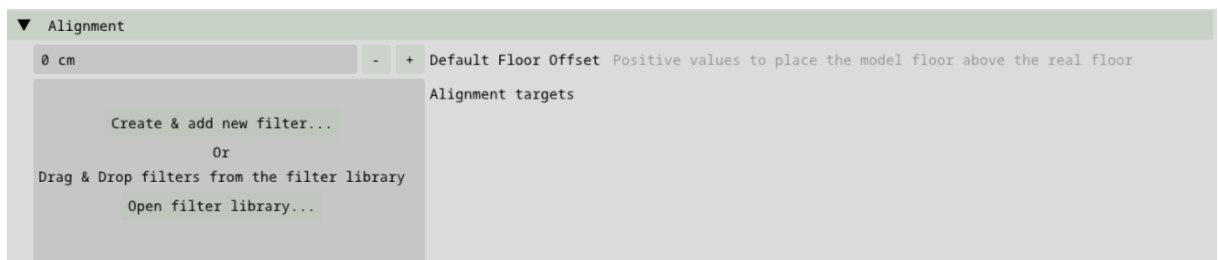 ▼ Alignment
0 cm - + Default Floor Offset Positive values to place the model floor above the real floor
Alignment targets
Create & add new filter...
Or
Drag & Drop filters from the filter library
Open filter library...